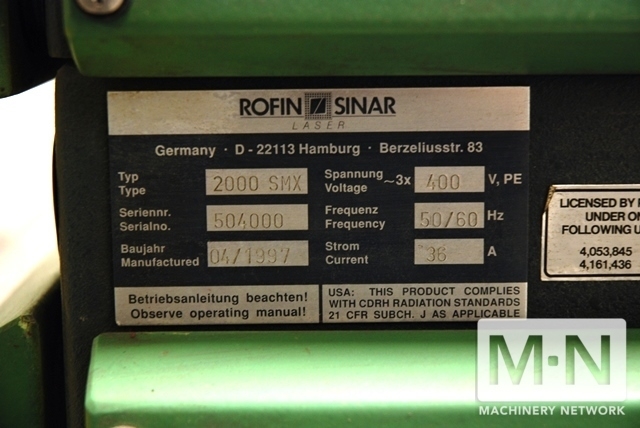 ROFIN SINAR
LASER
Germany · D - 22113 Hamburg · Berzeliusstr. 83
Typ
Type
2000 SMX
Spannung
Voltage
~3x
400
V, PE
Seriennr.
Serialno.
504000
Frequenz
Frequency
50/60
Hz
Baujahr
Manufactured
04/1997
Strom
Current
36
A
Betriebsanleitung beachten!
Observe operating manual!
USA: THIS PRODUCT COMPLIES
WITH CDRH RADIATION STANDARDS
21 CFR SUBCH. J AS APPLICABLE
LICENSED BY
UNDER
FOLLOWING
4,053,845
4,161,436
M·N
MACHINERY NETWORK